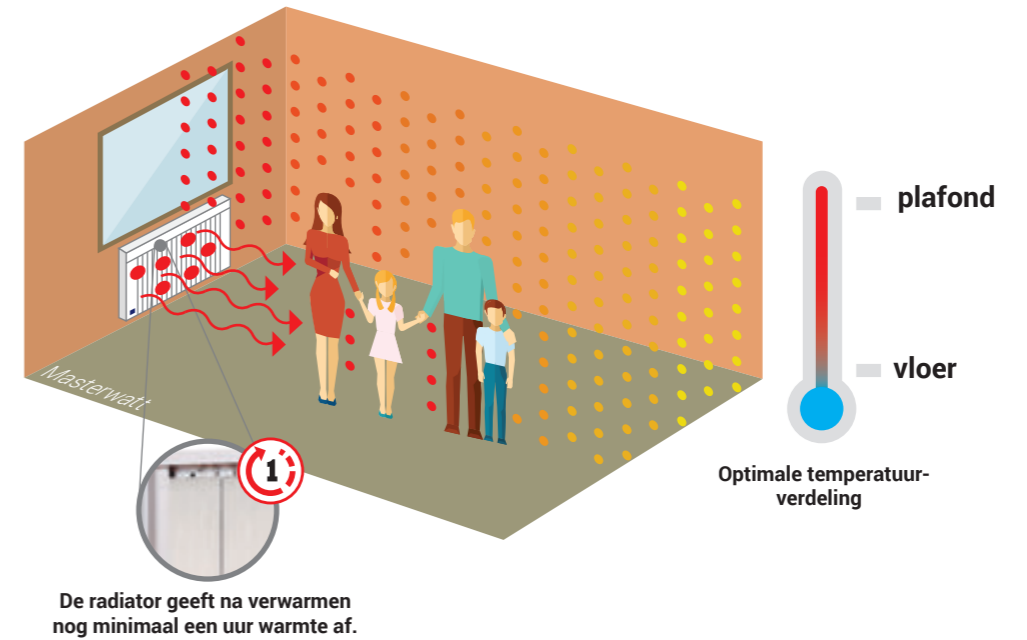 plafond
vloer
Optimale temperatuur-
verdeling
Masterwatt
1
De radiator geeft na verwarmen
nog minimaal een uur warmte af.